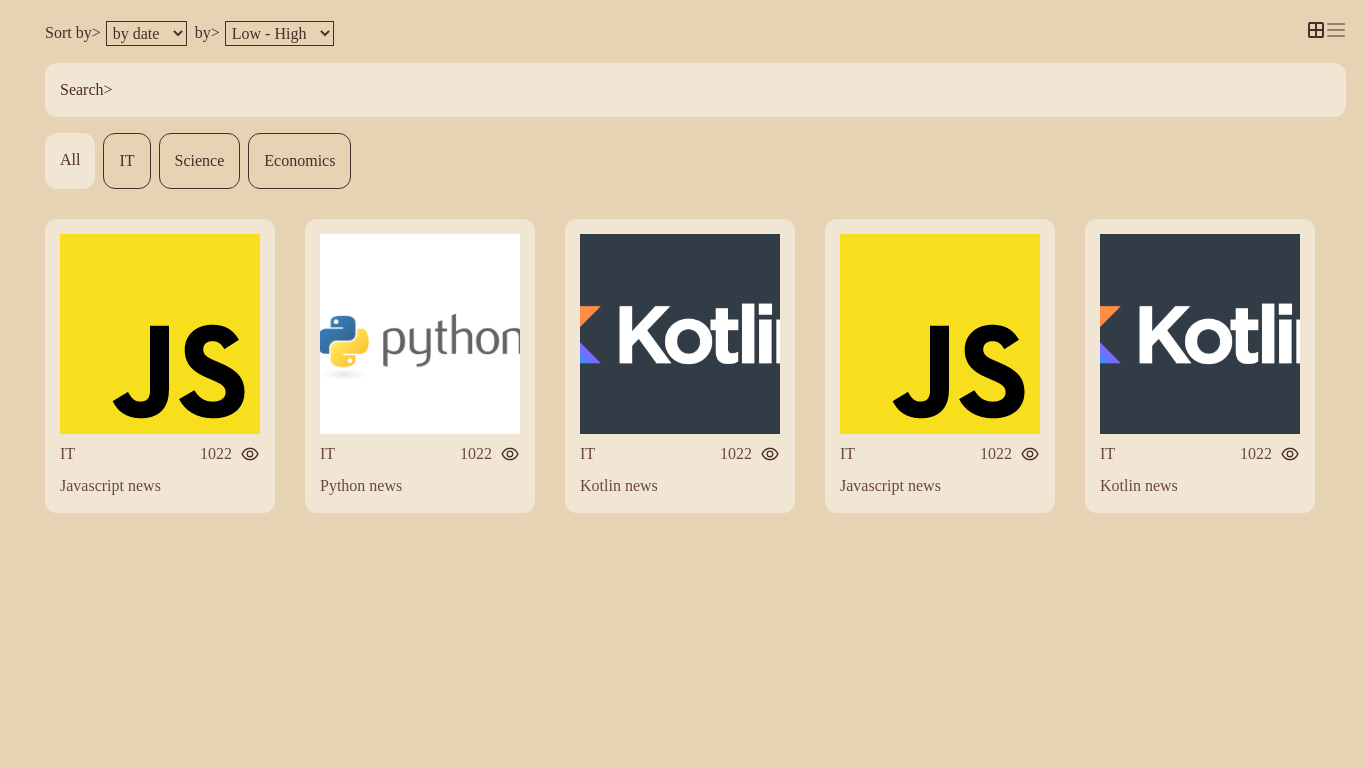 Sort by> by date by> Low - High
Search>
All IT Science Economics
JS python Kotlin JS Kotlin
IT 1022 IT 1022 IT 1022 IT 1022 IT 1022
Javascript news Python news Kotlin news Javascript news Kotlin news